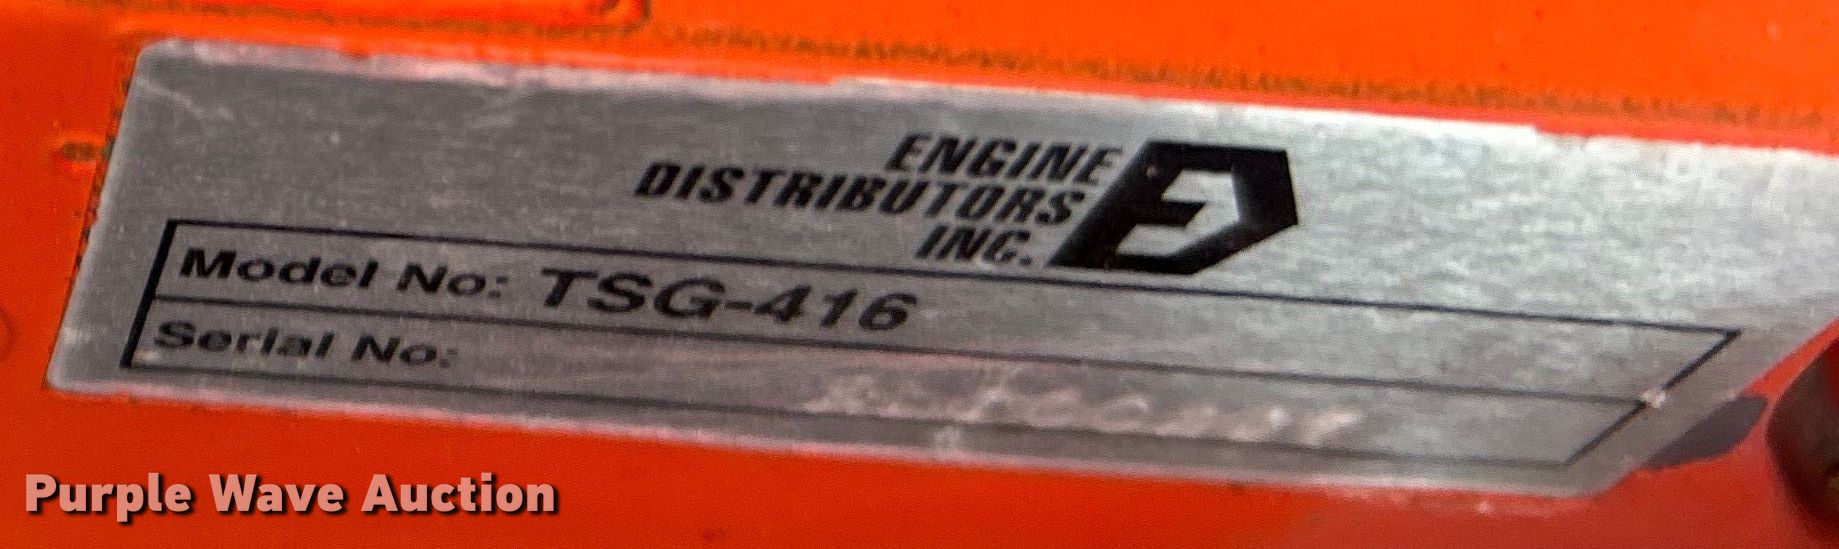 ENGINE
DISTRIBUTORS
INC.
Model No: TSG-416
Serial No:
Purple Wave Auction